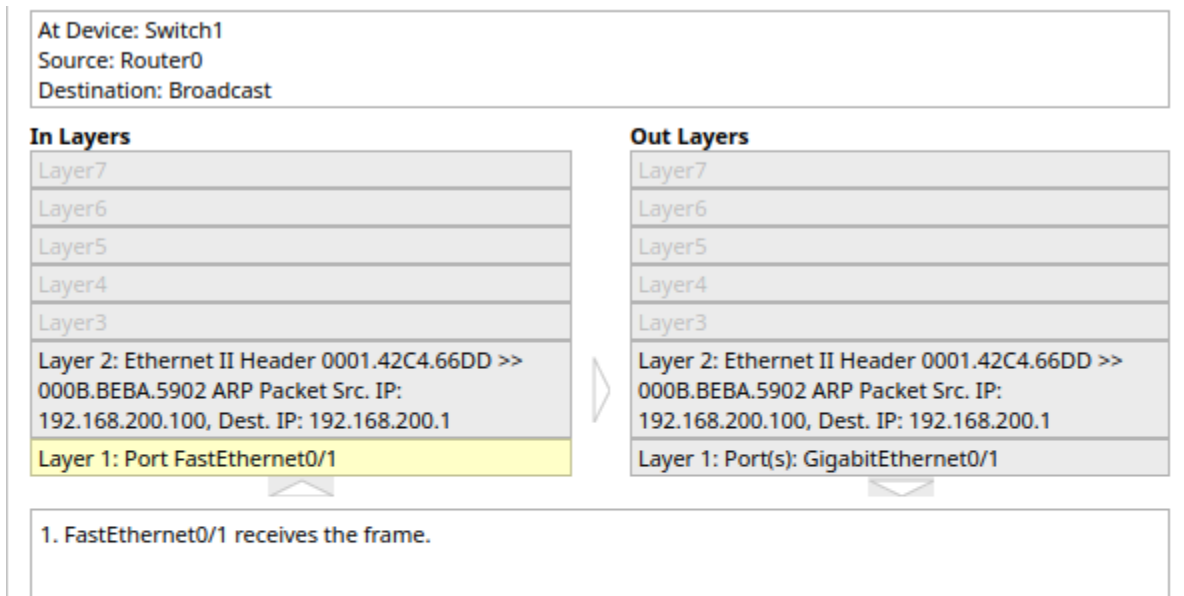 At Device: Switch1
Source: Router0
Destination: Broadcast
In Layers
Layer7
Layer6
Layer5
Layer4
Layer3
Layer 2: Ethernet II Header 0001.42C4.66DD >>
000B.BEBA.5902 ARP Packet Src. IP:
192.168.200.100, Dest. IP: 192.168.200.1
Layer 1: Port FastEthernet0/1
Out Layers
Layer7
Layer6
Layer5
Layer4
Layer3
Layer 2: Ethernet II Header 0001.42C4.66DD >>
000B.BEBA.5902 ARP Packet Src. IP:
192.168.200.100, Dest. IP: 192.168.200.1
Layer 1: Port(s): GigabitEthernet0/1
1. FastEthernet0/1 receives the frame.